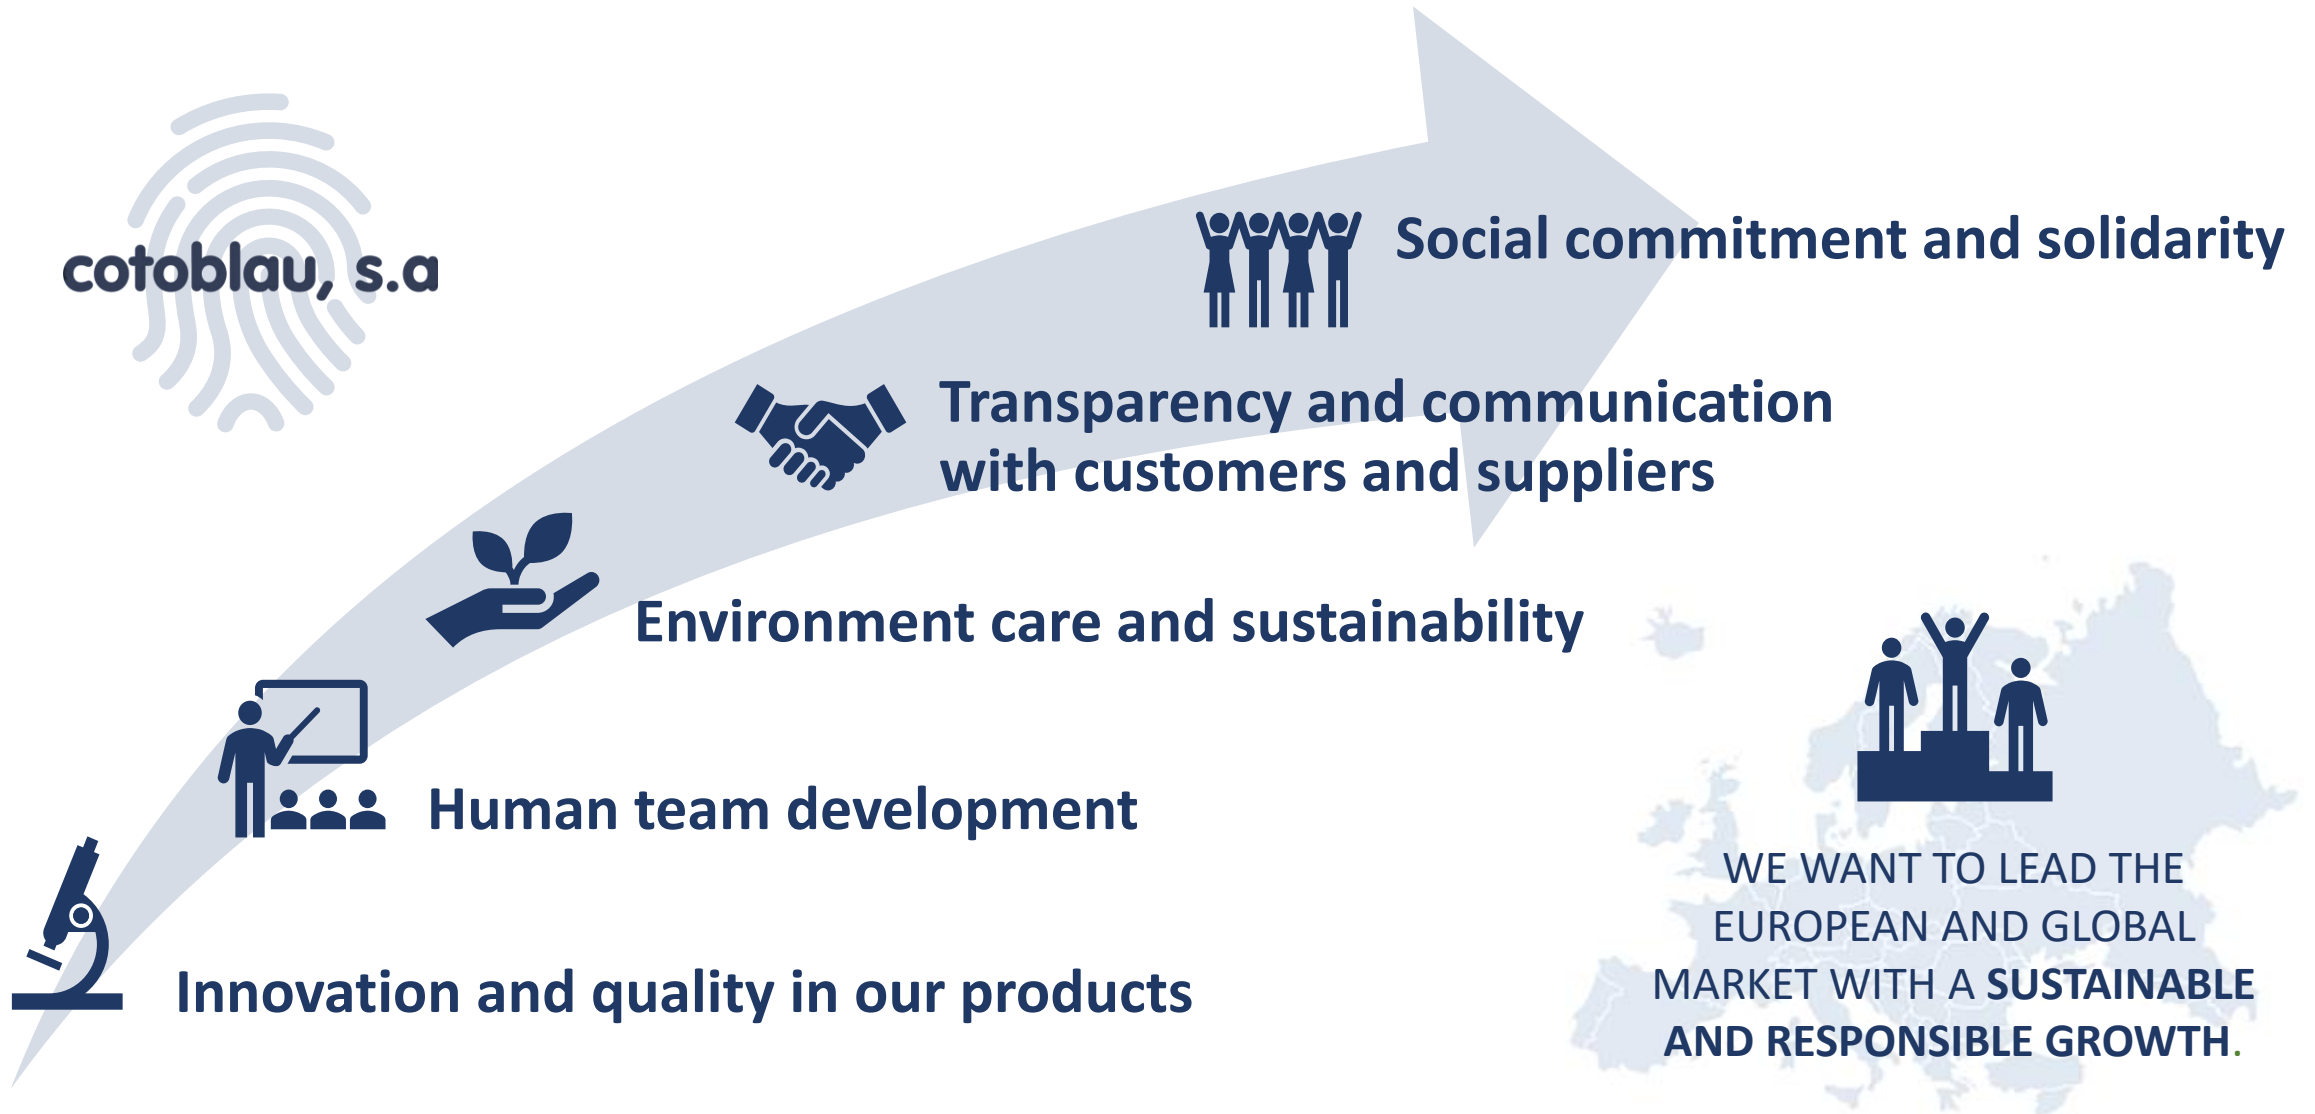 cotoblau, s.a
Social commitment and solidarity
Transparency and communication
with customers and suppliers
Environment care and sustainability
Human team development
Innovation and quality in our products
WE WANT TO LEAD THE
EUROPEAN AND GLOBAL
MARKET WITH A SUSTAINABLE
AND RESPONSIBLE GROWTH.